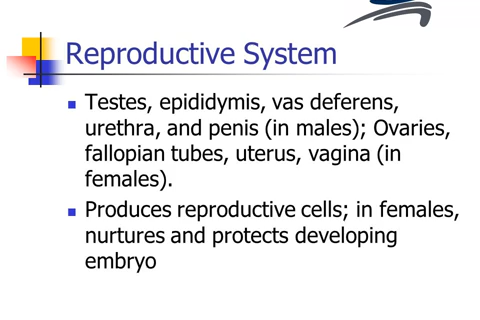 Reproductive System
Testes, epididymis, vas deferens,
urethra, and penis (in males); Ovaries,
fallopian tubes, uterus, vagina (in
females).
Produces reproductive cells; in females,
nurtures and protects developing
embryo